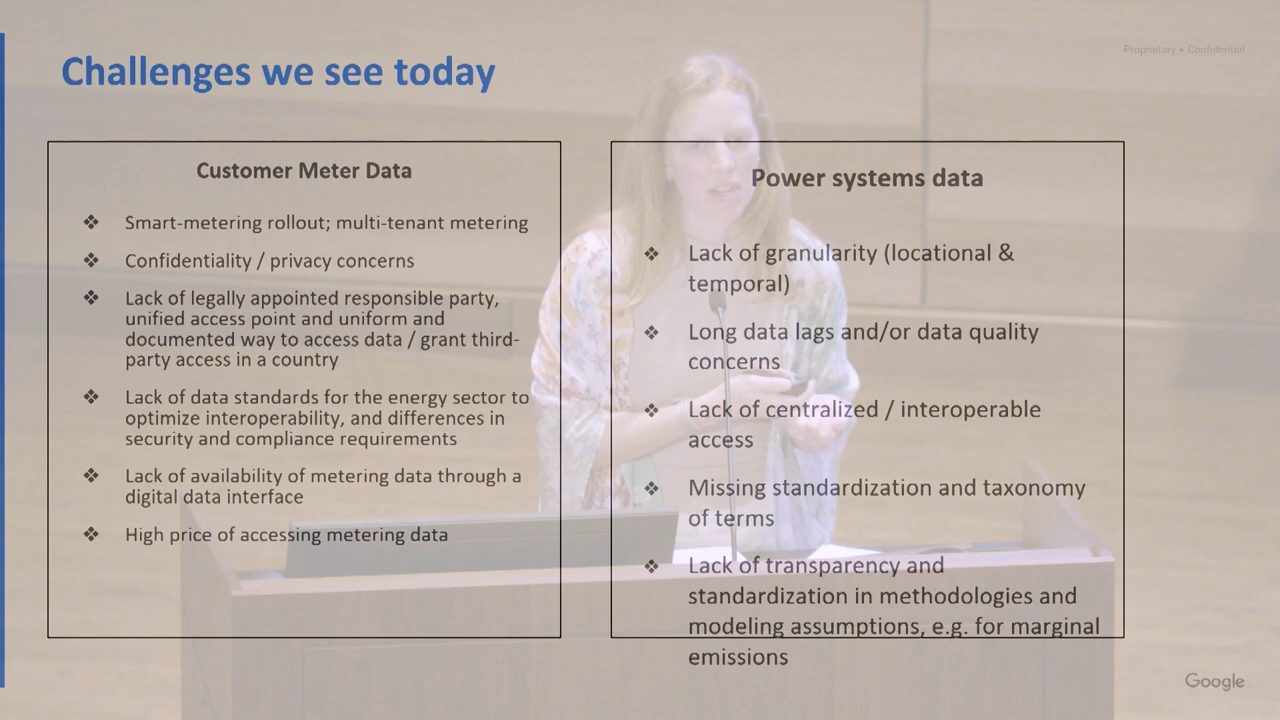 Proprietary + Confidential
Challenges we see today
Customer Meter Data
❖ Smart-metering rollout; multi-tenant metering
❖ Confidentiality / privacy concerns
❖ Lack of legally appointed responsible party,
unified access point and uniform and
documented way to access data / grant third-
party access in a country
❖ Lack of data standards for the energy sector to
optimize interoperability, and differences in
security and compliance requirements
❖ Lack of availability of metering data through a
digital data interface
❖ High price of accessing metering data
Power systems data
❖ Lack of granularity (locational &
temporal)
❖ Long data lags and/or data quality
concerns
❖ Lack of centralized / interoperable
access
❖ Missing standardization and taxonomy
of terms
❖ Lack of transparency and
standardization in methodologies and
modeling assumptions, e.g. for marginal
emissions
Google